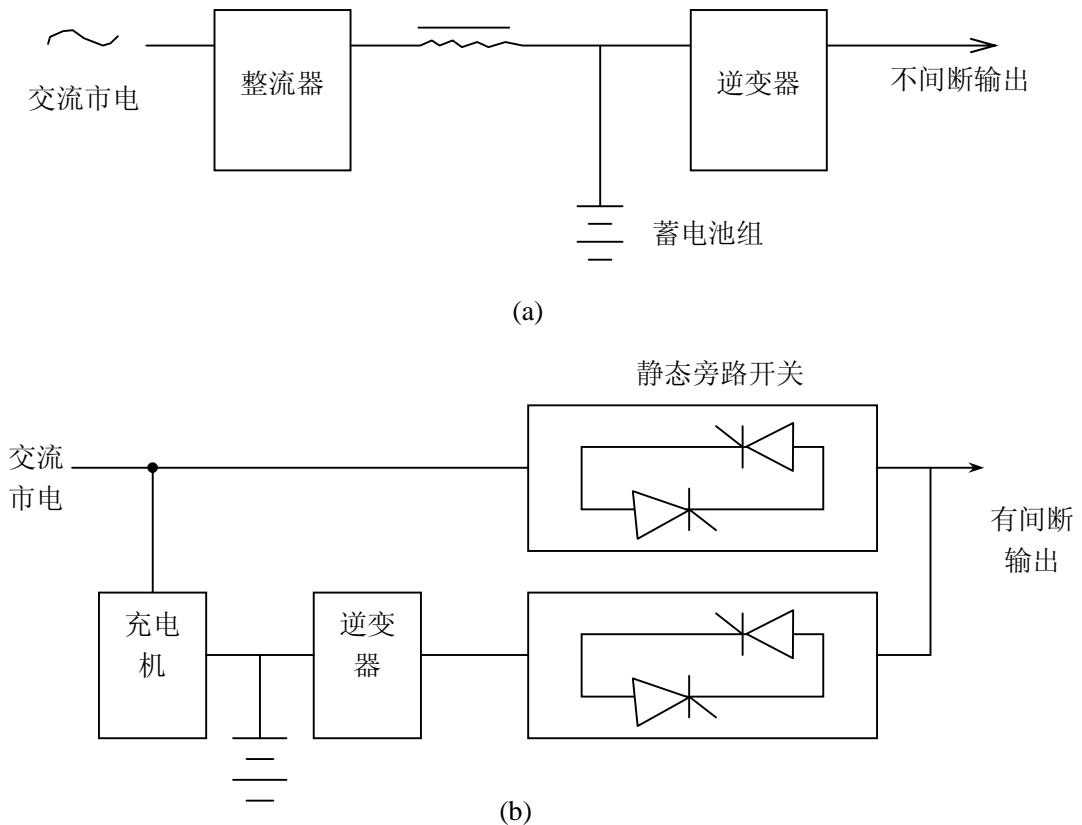 交流市电
整流器
逆变器
不间断输出
蓄电池组
(a)
静态旁路开关
交流
市电
有间断
输出
充电
机
逆变
器
(b)